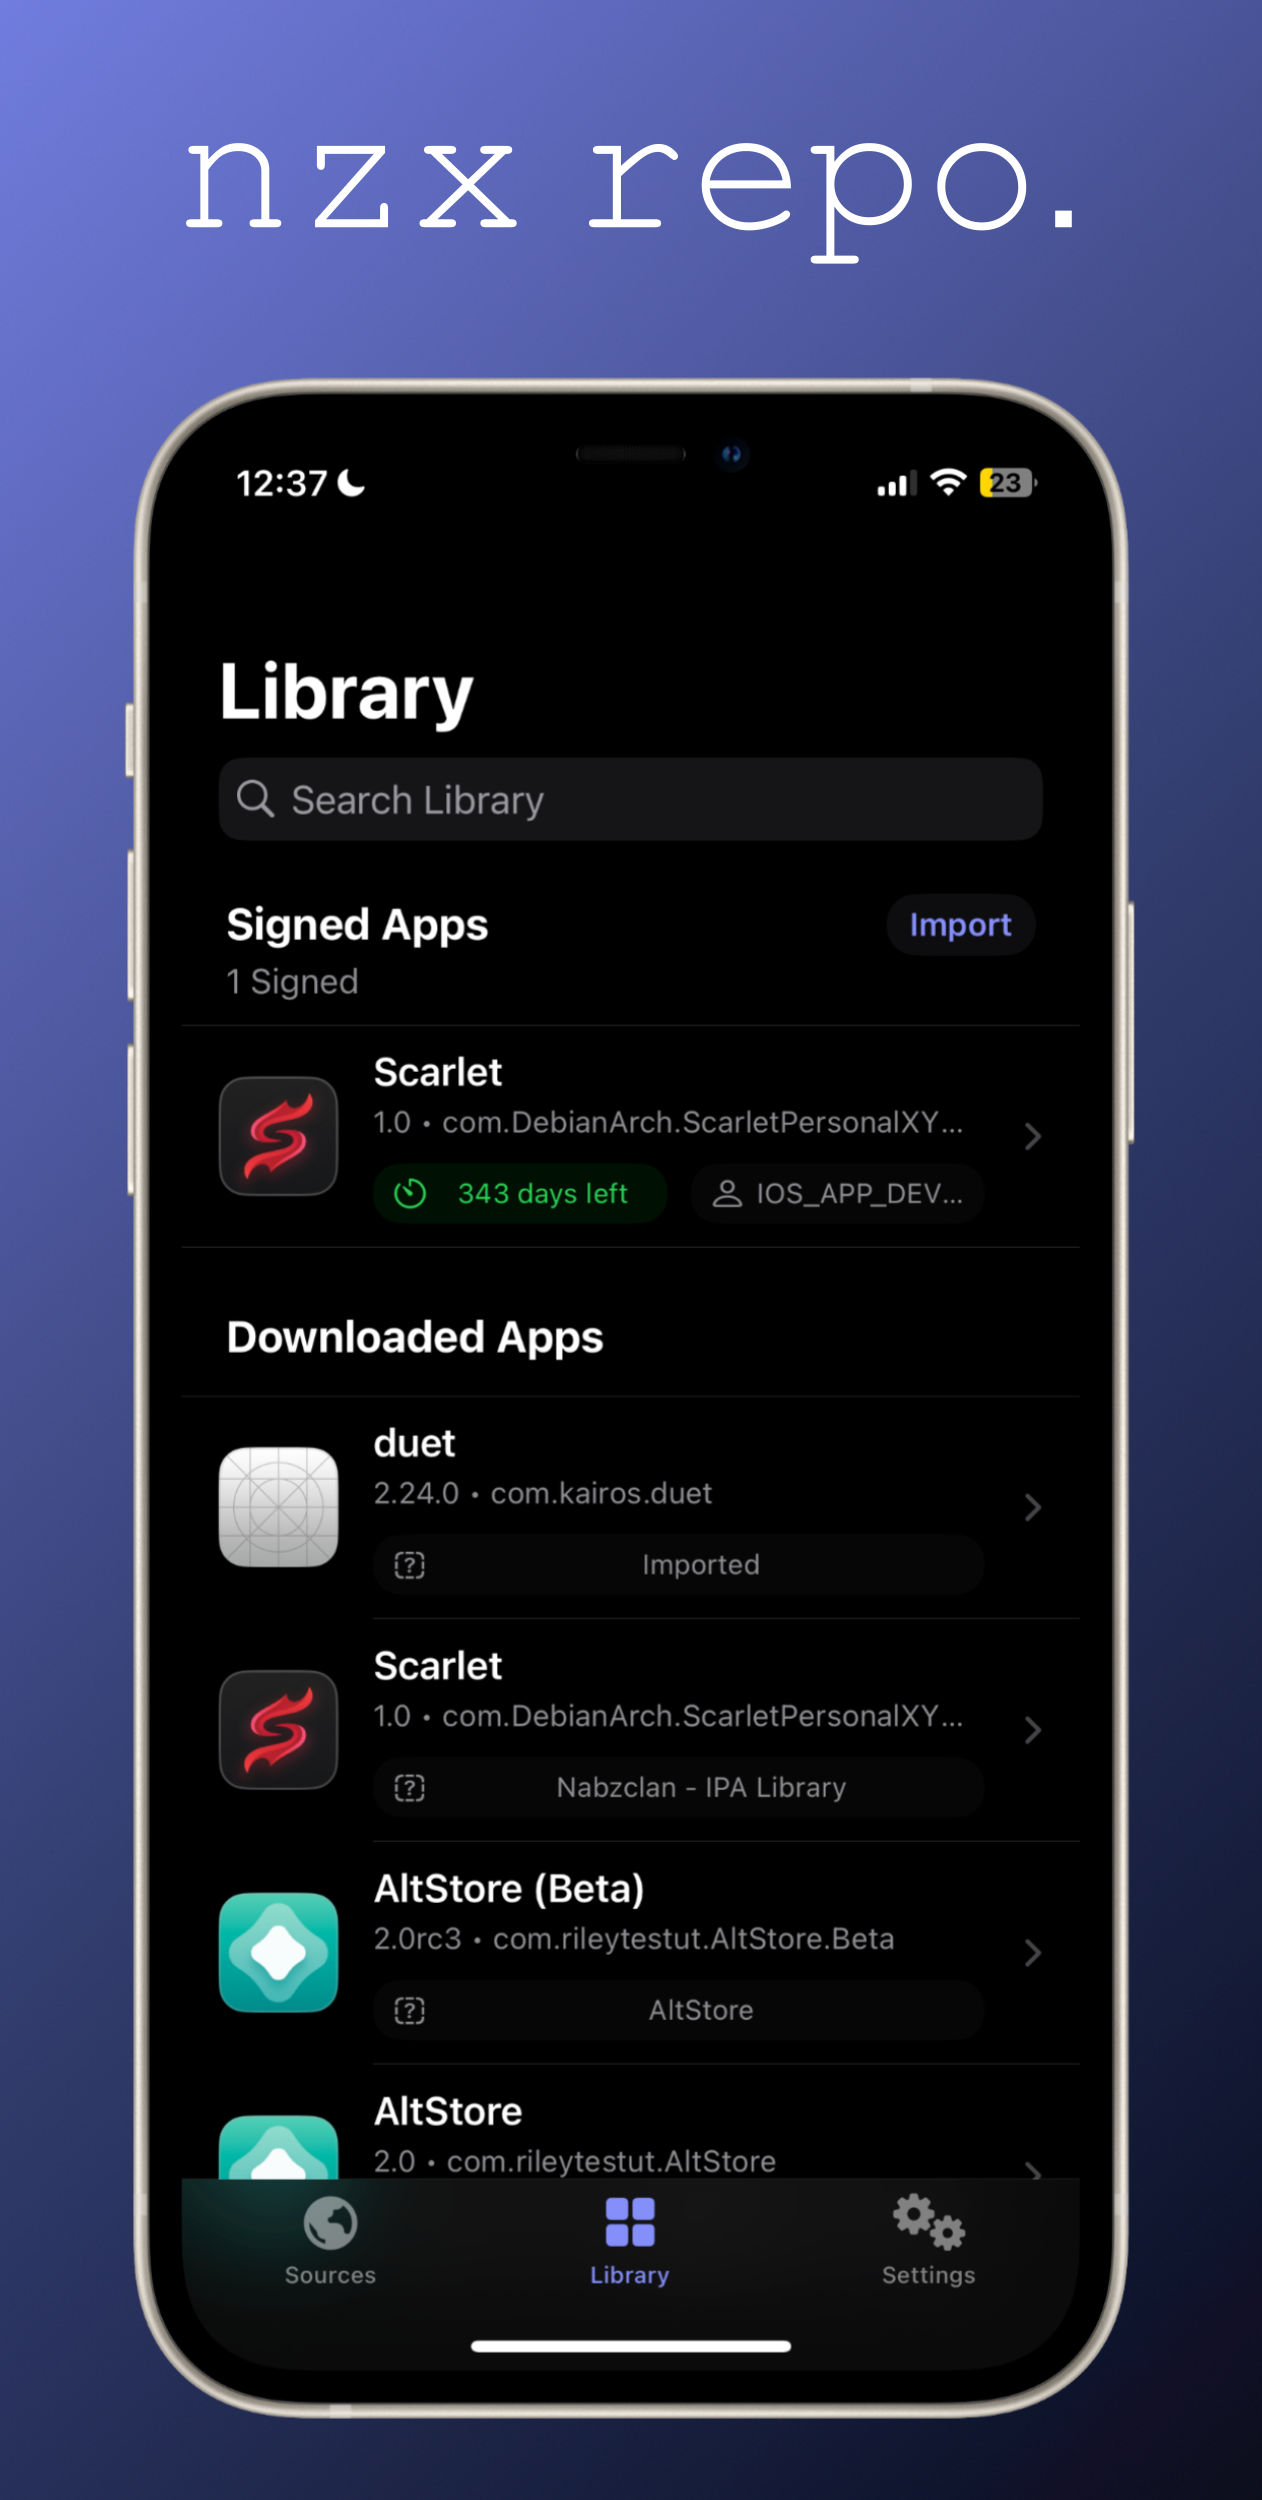 nzx repo.
12:37
23
Library
Search Library
Signed Apps
Import
1 Signed
Scarlet
1.0 • com.DebianArch.ScarletPersonalXY...
343 days left
IOS_APP_DEV...
Downloaded Apps
duet
2.24.0 • com.kairos.duet
Imported
Scarlet
1.0 • com.DebianArch.ScarletPersonalXY...
Nabzclan - IPA Library
AltStore (Beta)
2.0rc3 • com.rileytestut.AltStore.Beta
AltStore
AltStore
2.0 • com.rileytestut.AltStore
Sources
Library
Settings